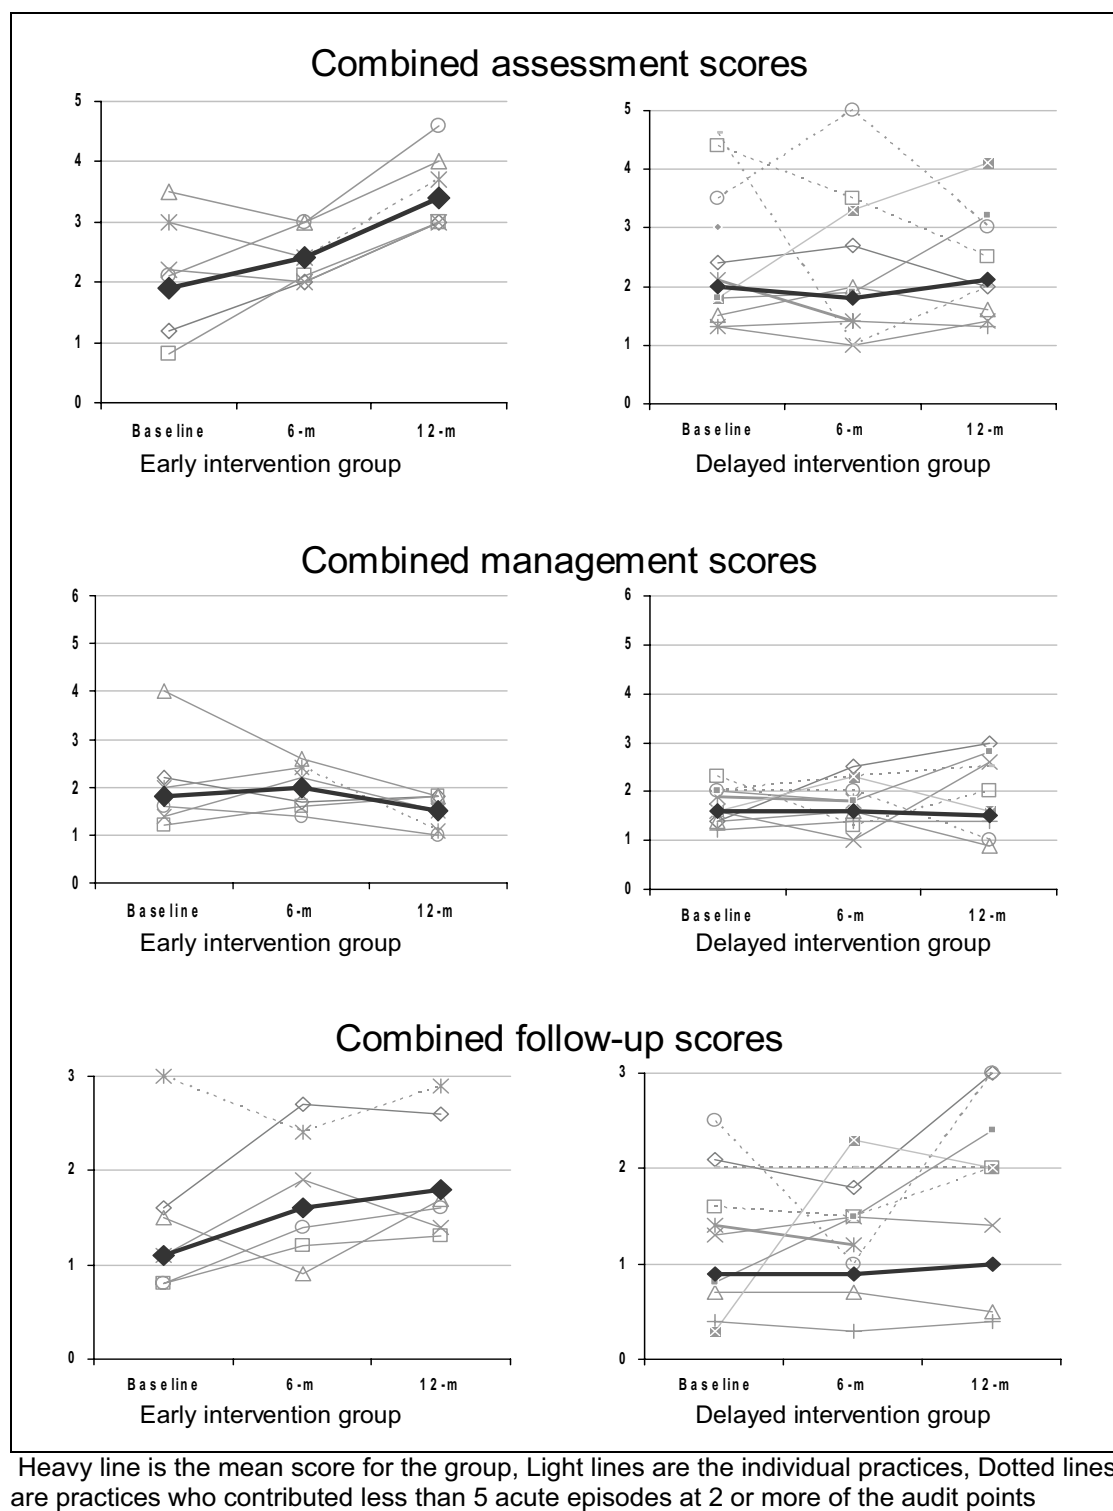 Combined assessment scores
5
4
3
2
1
0
Baseline 6-m 12-m
Early intervention group
5
4
3
2
1
0
Baseline 6-m 12-m
Delayed intervention group
Combined management scores
6
5
4
3
2
1
0
Baseline 6-m 12-m
Early intervention group
6
5
4
3
2
1
0
Baseline 6-m 12-m
Delayed intervention group
Combined follow-up scores
3
2
1
0
Baseline 6-m 12-m
Early intervention group
3
2
1
0
Baseline 6-m 12-m
Delayed intervention group
Heavy line is the mean score for the group, Light lines are the individual practices, Dotted lines
are practices who contributed less than 5 acute episodes at 2 or more of the audit points